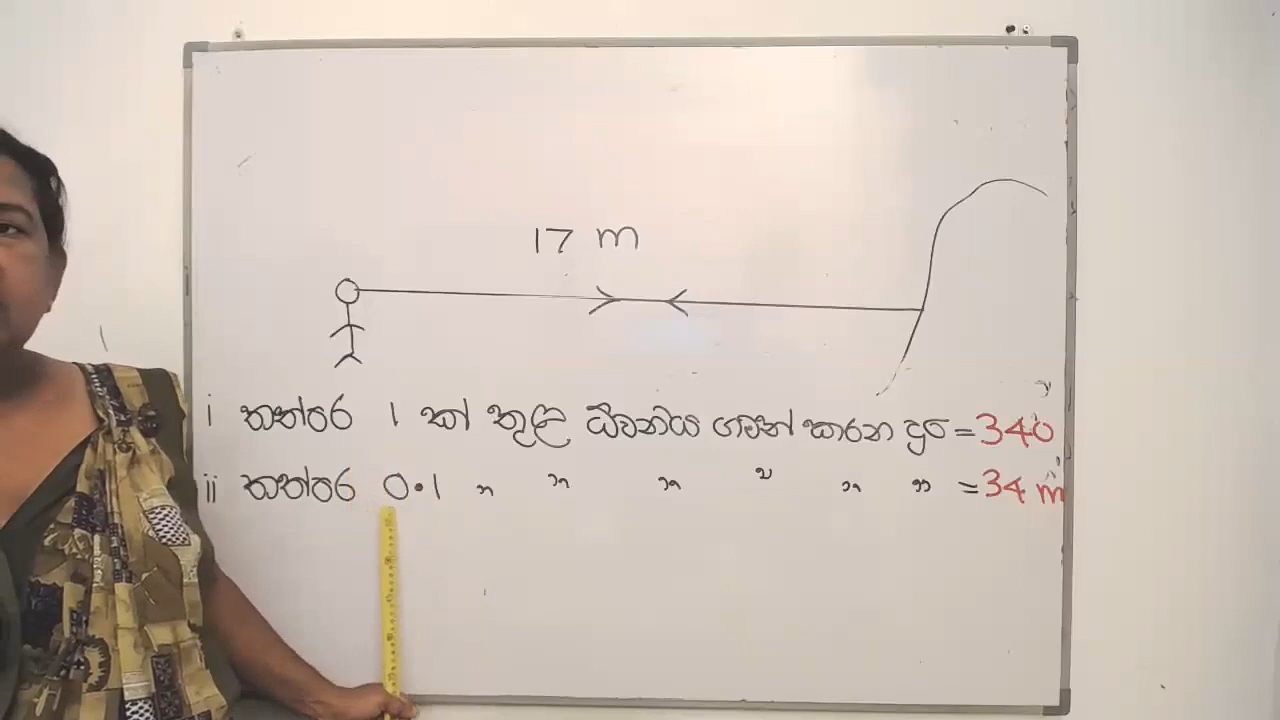 17 m
i තත්පර 1 ක් තුළ ධ්වනිය ගමන් කරන දුර = 340
ii තත්පර 0.1 " " " " " " = 34 m